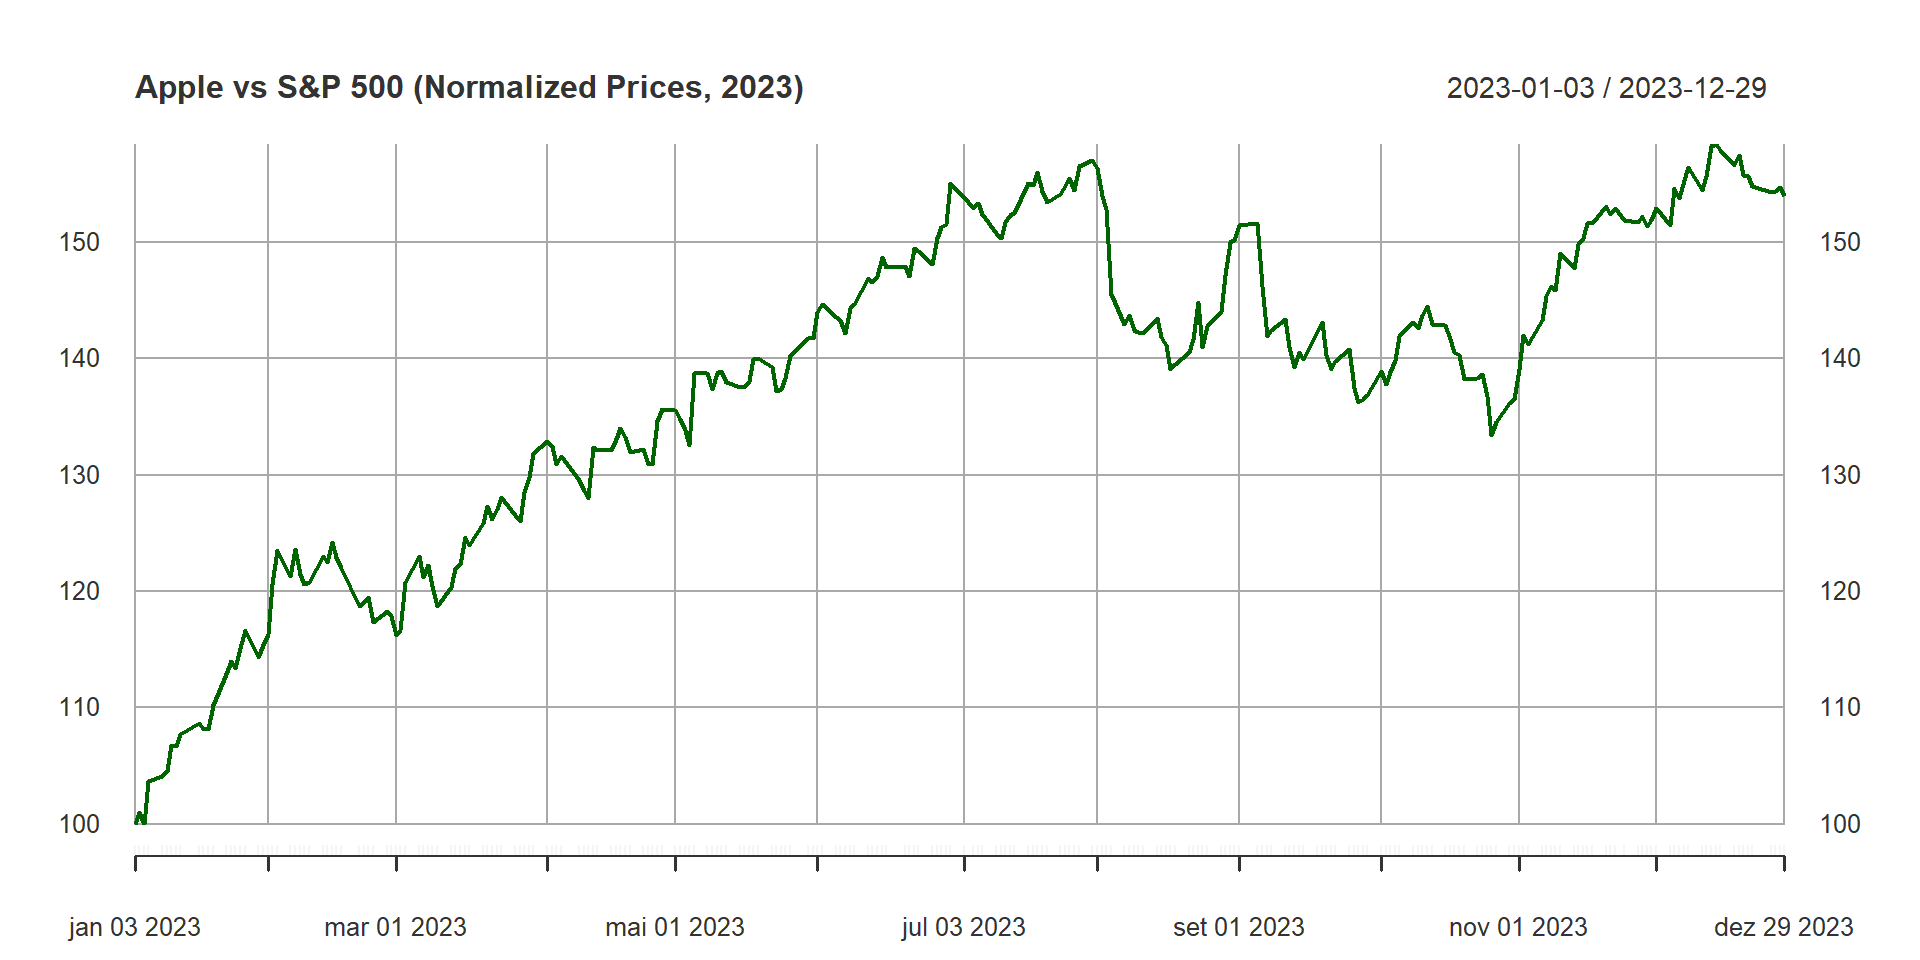 Apple vs S&P 500 (Normalized Prices, 2023)
2023-01-03 / 2023-12-29
150
150
140
140
130
130
120
120
110
110
100
100
jan 03 2023
mar 01 2023
mai 01 2023
jul 03 2023
set 01 2023
nov 01 2023
dez 29 2023